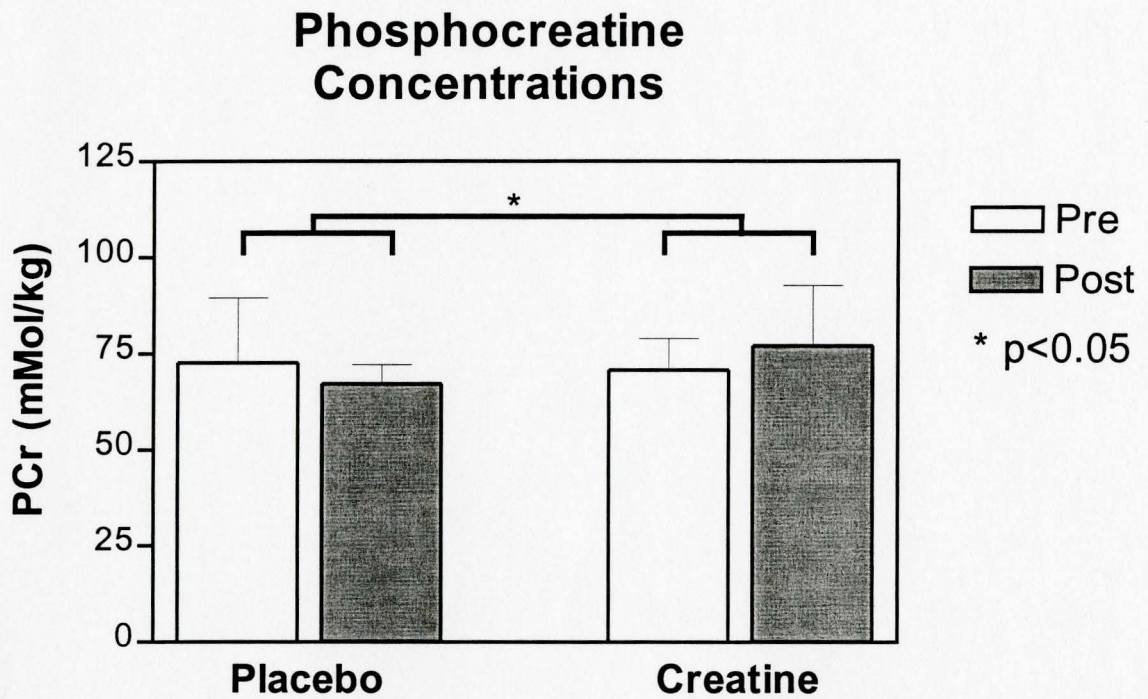 Phosphocreatine
Concentrations
125
100
75
50
25
0
PCr (mMol/kg)
*
Pre
Post
* p<0.05
Placebo
Creatine